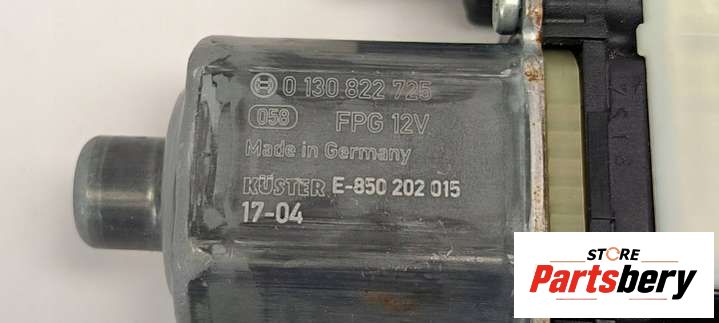 0 130 822 725
058 FPG 12V
Made in Germany
KÜSTER E-850 202 015
17-04
STORE
Partsbery